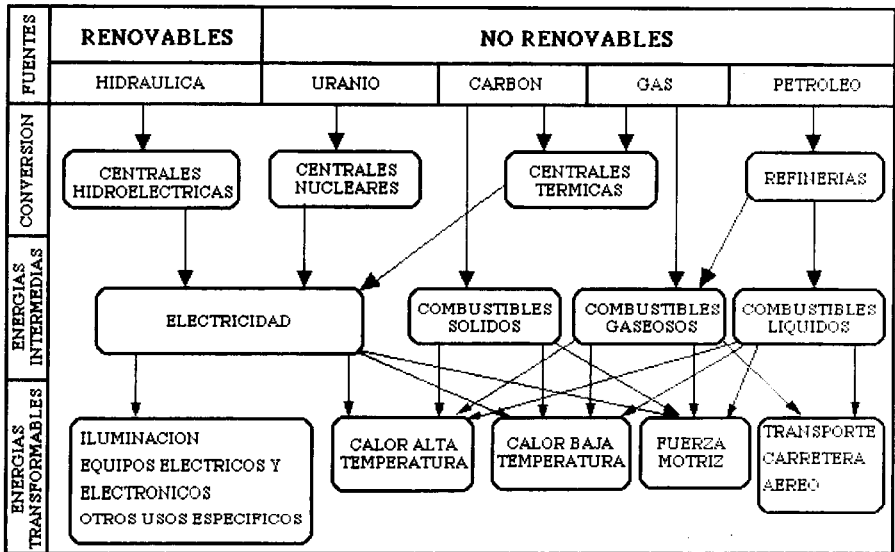 FUENTES
RENOVABLES
NO RENOVABLES
HIDRAULICA
URANIO
CARBON
GAS
PETROLEO
CONVERSION
CENTRALES
HIDROELECTRICAS
CENTRALES
NUCLEARES
CENTRALES
TERMICAS
REFINERIAS
ENERGIAS
INTERMEDIAS
ELECTRICIDAD
COMBUSTIBLES
SOLIDOS
COMBUSTIBLES
GASEOSOS
COMBUSTIBLES
LIQUIDOS
ENERGIAS
TRANSFORMABLES
ILUMINACION
EQUIPOS ELECTRICOS Y
ELECTRONICOS
OTROS USOS ESPECIFICOS
CALOR ALTA
TEMPERATURA
CALOR BAJA
TEMPERATURA
FUERZA
MOTRIZ
TRANSPORTE
CARRETERA
AEREO